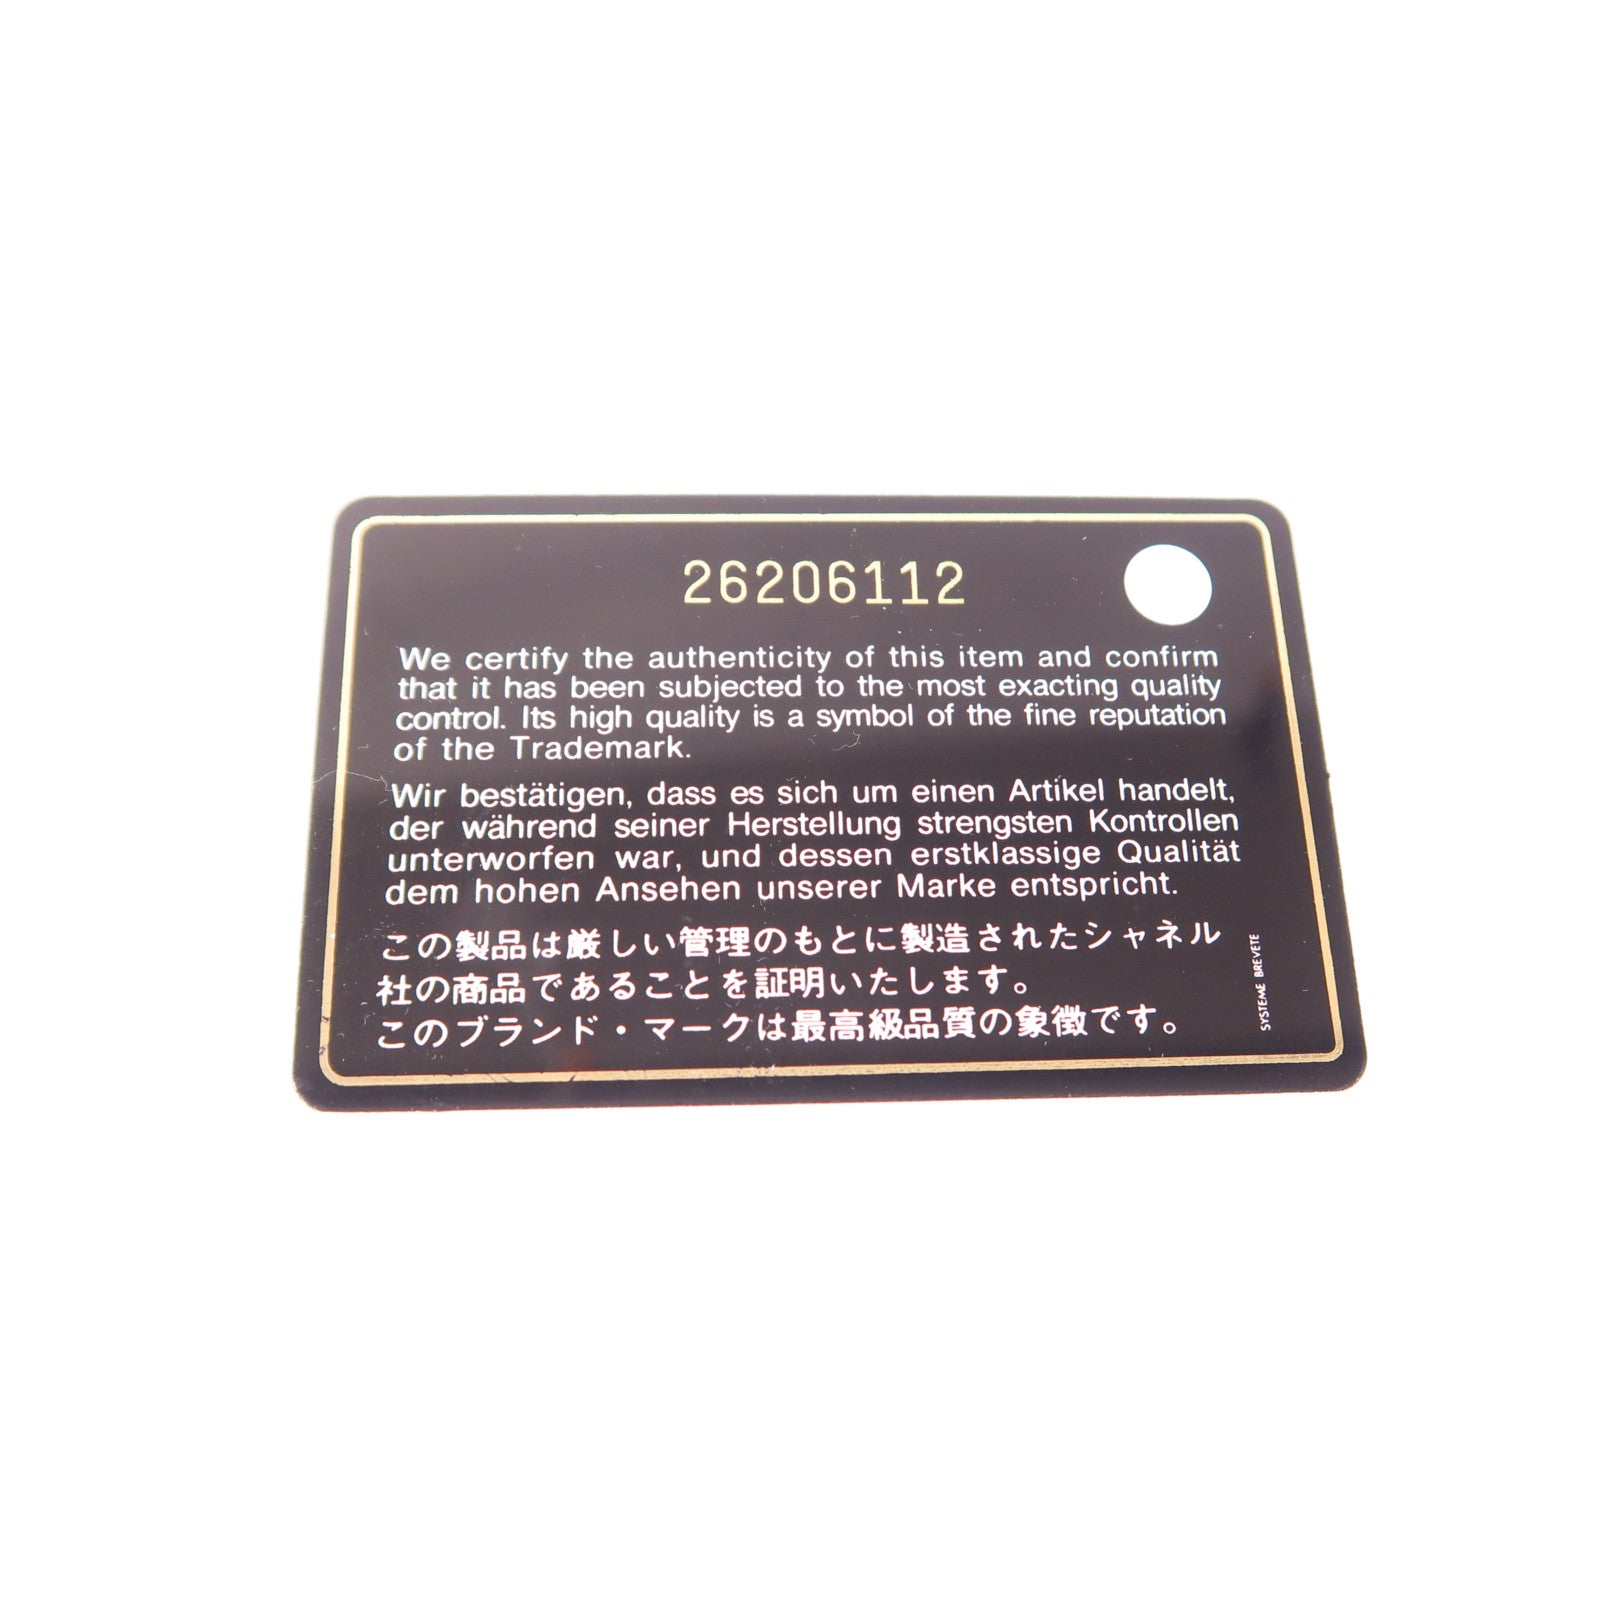 26206112
We certify the authenticity of this item and confirm
that it has been subjected to the most exacting quality
control. Its high quality is a symbol of the fine reputation
of the Trademark.
Wir bestätigen, dass es sich um einen Artikel handelt,
der während seiner Herstellung strengsten Kontrollen
unterworfen war, und dessen erstklassige Qualität
dem hohen Ansehen unserer Marke entspricht.
この製品は厳しい管理のもとに製造されたシャネル
社の商品であることを証明いたします。
このブランド・マークは最高級品質の象徴です。
SYSTEME BREVETE